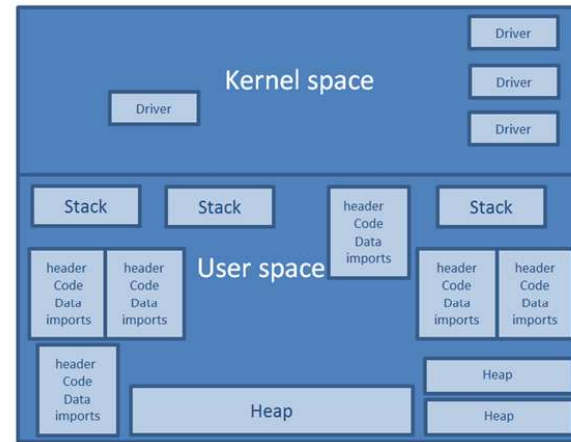 Driver
Kernel space
Driver
Driver
Driver
Stack
Stack
header
Code
Data
imports
Stack
User space
header
Code
Data
imports
header
Code
Data
imports
header
Code
Data
imports
header
Code
Data
imports
header
Code
Data
imports
Heap
Heap
Heap